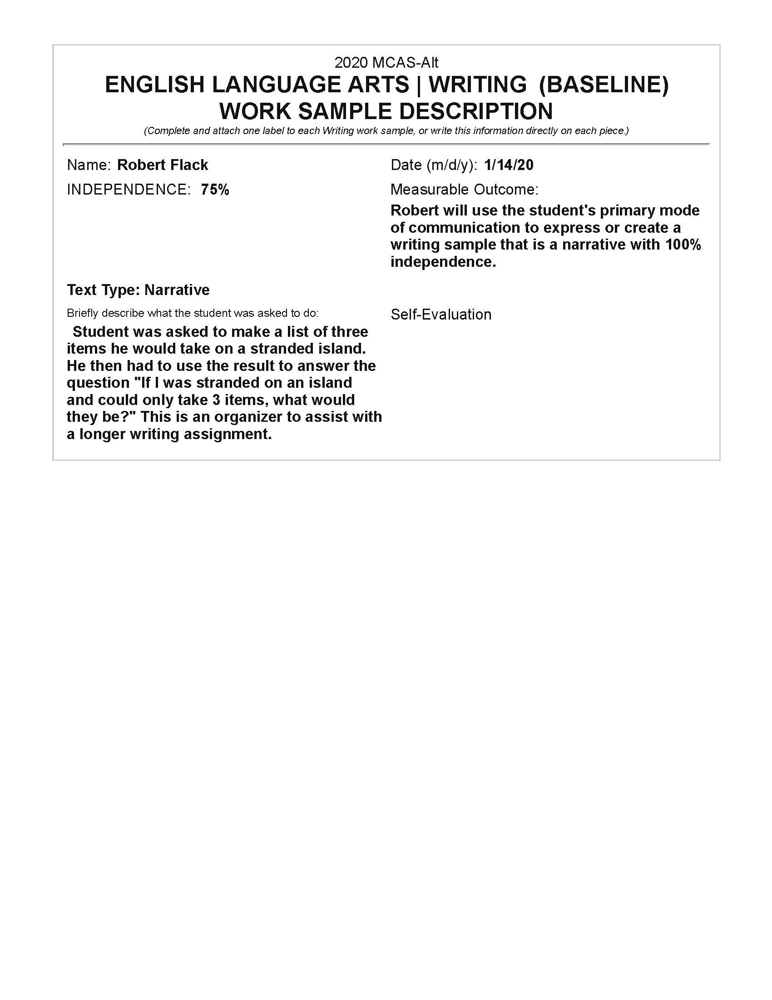 2020 MCAS-Alt
ENGLISH LANGUAGE ARTS | WRITING (BASELINE)
WORK SAMPLE DESCRIPTION
(Complete and attach one label to each Writing work sample, or write this information directly on each piece.)
Name: Robert Flack
Date (m/d/y): 1/14/20
INDEPENDENCE: 75%
Measurable Outcome:
Robert will use the student's primary mode
of communication to express or create a
writing sample that is a narrative with 100%
independence.
Text Type: Narrative
Briefly describe what the student was asked to do:
Student was asked to make a list of three
items he would take on a stranded island.
He then had to use the result to answer the
question "If I was stranded on an island
and could only take 3 items, what would
they be?" This is an organizer to assist with
a longer writing assignment.
Self-Evaluation